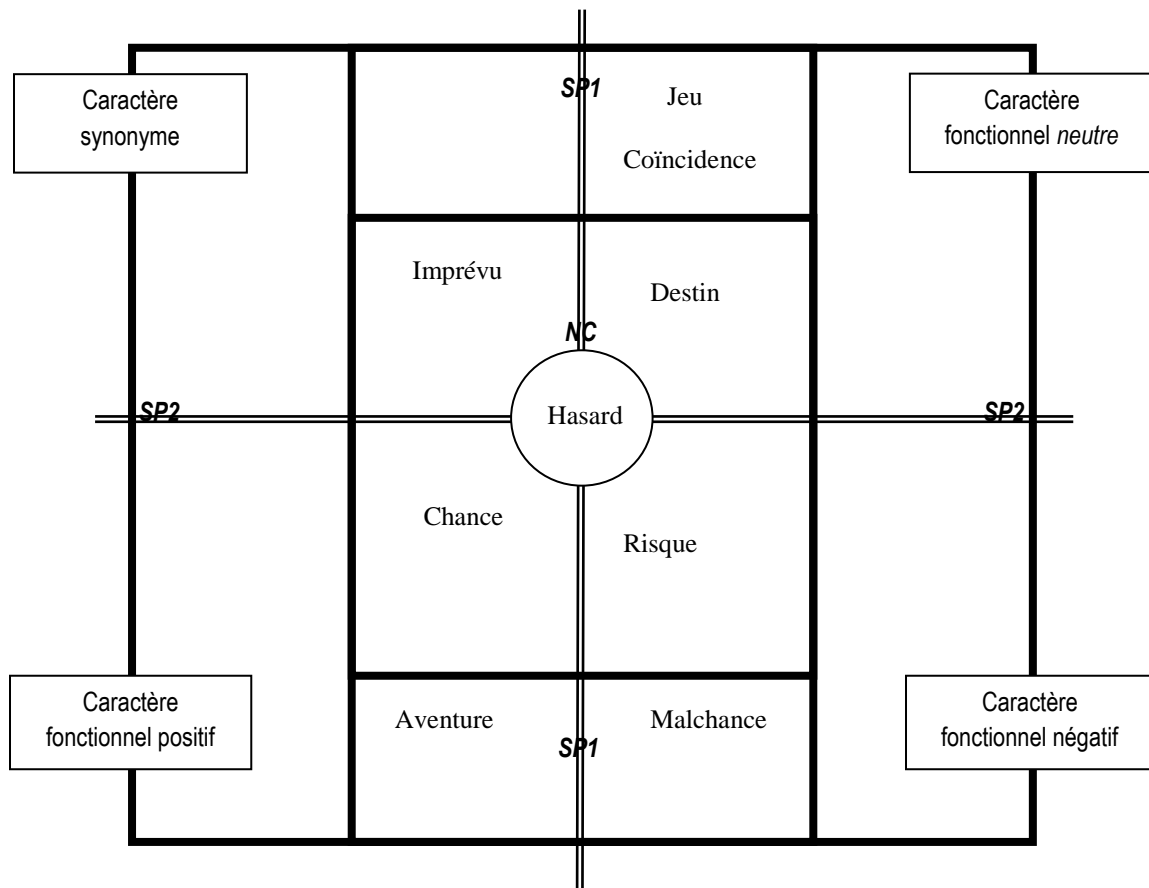 SP1
Jeu
Caractère
synonyme
Caractère
fonctionnel neutre
Coïncidence
Imprévu
Destin
NC
SP2
Hasard
SP2
Chance
Risque
Caractère
fonctionnel positif
Aventure
Malchance
Caractère
fonctionnel négatif
SP1